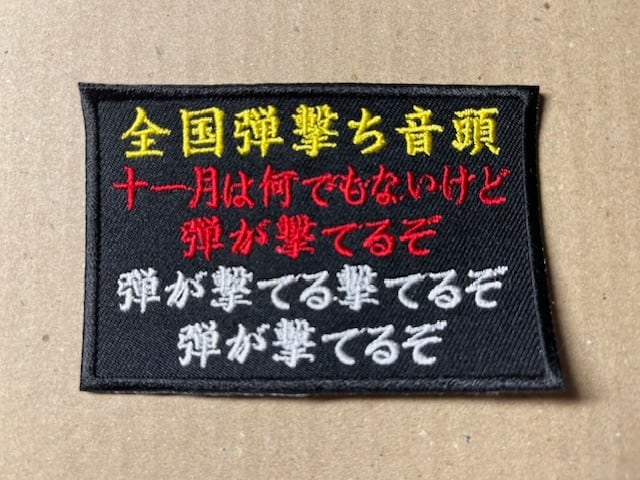 全国弾撃ち音頭
十一月は何でもないけど
弾が撃てるぞ
弾が撃てる撃てるぞ
弾が撃てるぞ